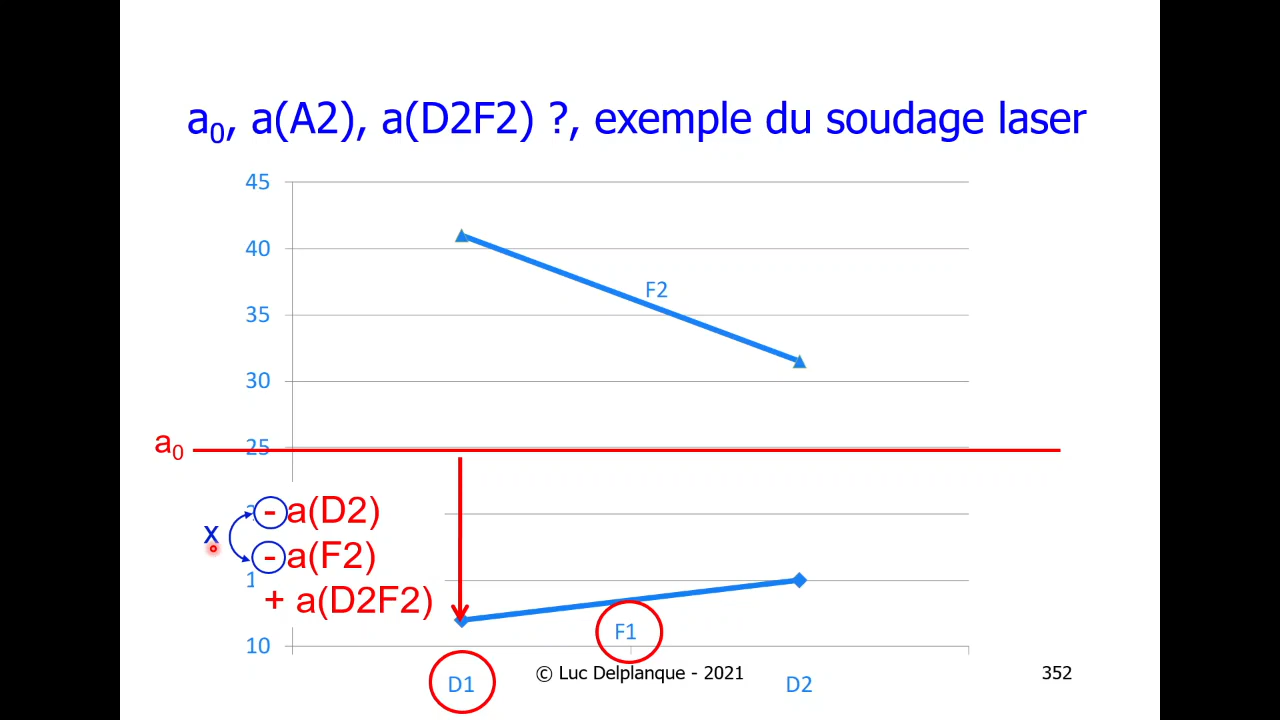 a₀, a(A2), a(D2F2) ?, exemple du soudage laser
45
40
F2
35
30
a₀
25
- a(D2)
x
- a(F2)
1
+ a(D2F2)
F1
10
D1
© Luc Delplanque - 2021
D2
352